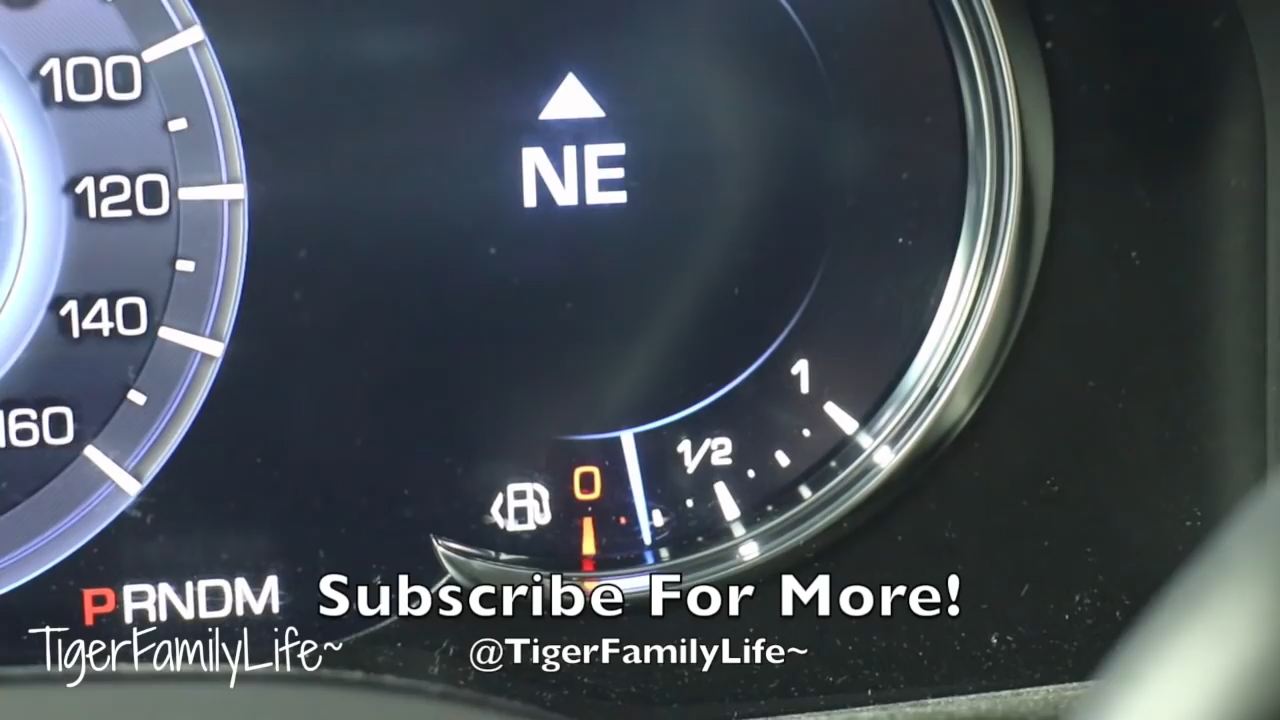 100
NE
120
140
1
160
1/2
0
PRNDM
Subscribe For More!
TigerFamilyLife~
@TigerFamilyLife~